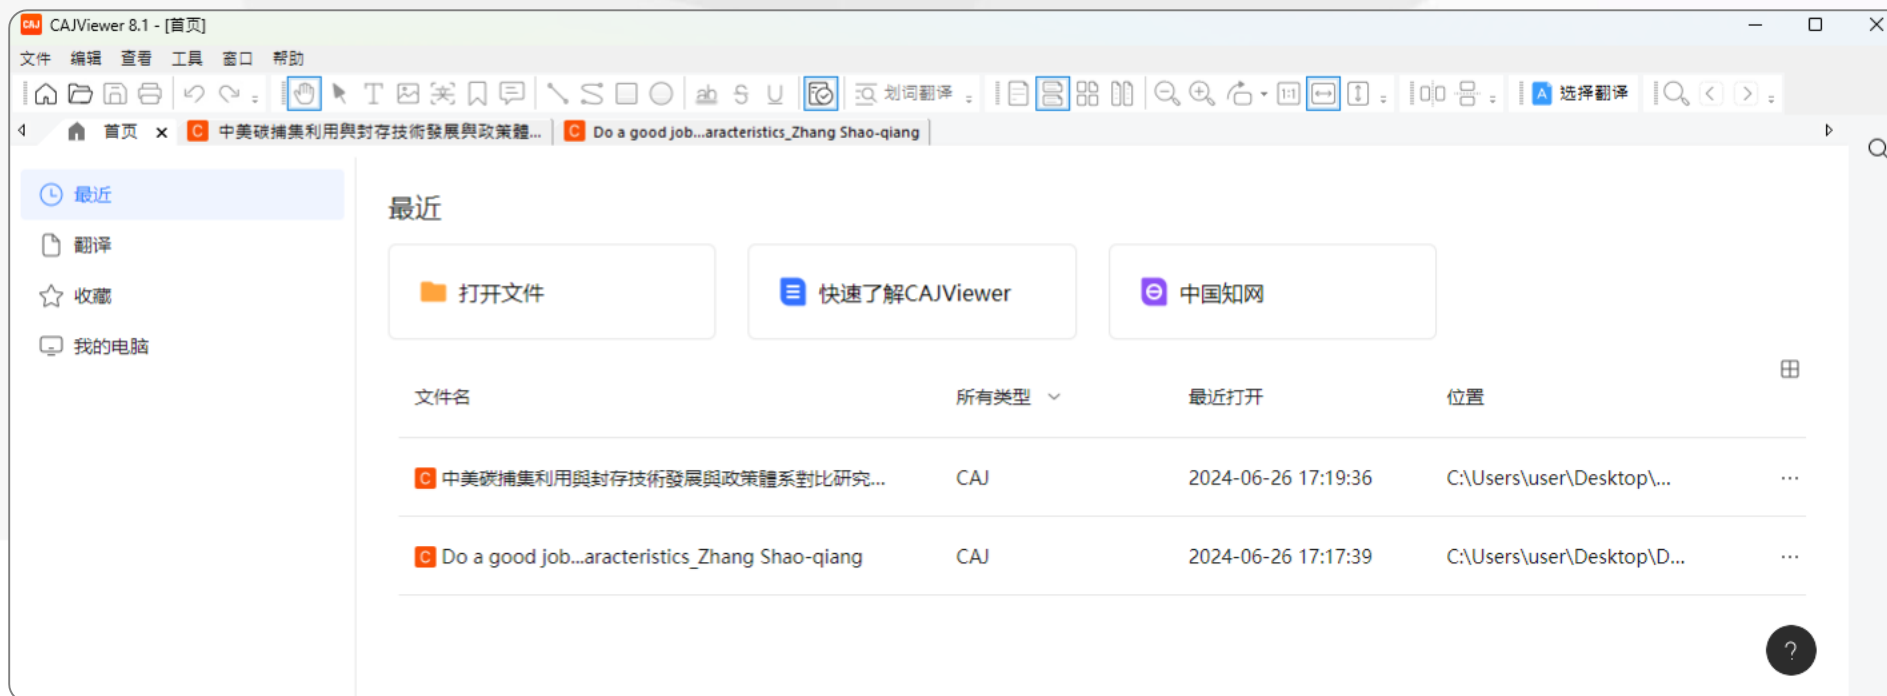 CAJ CAJViewer 8.1 - [首页]
文件 编辑 查看 工具 窗口 帮助
T ab S U 划词翻译 1:1 A 选择翻译
首页 C 中美碳捕集利用與封存技術發展與政策體... C Do a good job...aracteristics_Zhang Shao-qiang
最近
翻译
收藏
我的电脑
最近
打开文件 快速了解CAJViewer 中国知网
文件名 所有类型 最近打开 位置
C 中美碳捕集利用與封存技術發展與政策體系對比研究... CAJ 2024-06-26 17:19:36 C:\Users\user\Desktop\...
C Do a good job...aracteristics_Zhang Shao-qiang CAJ 2024-06-26 17:17:39 C:\Users\user\Desktop\D...
?